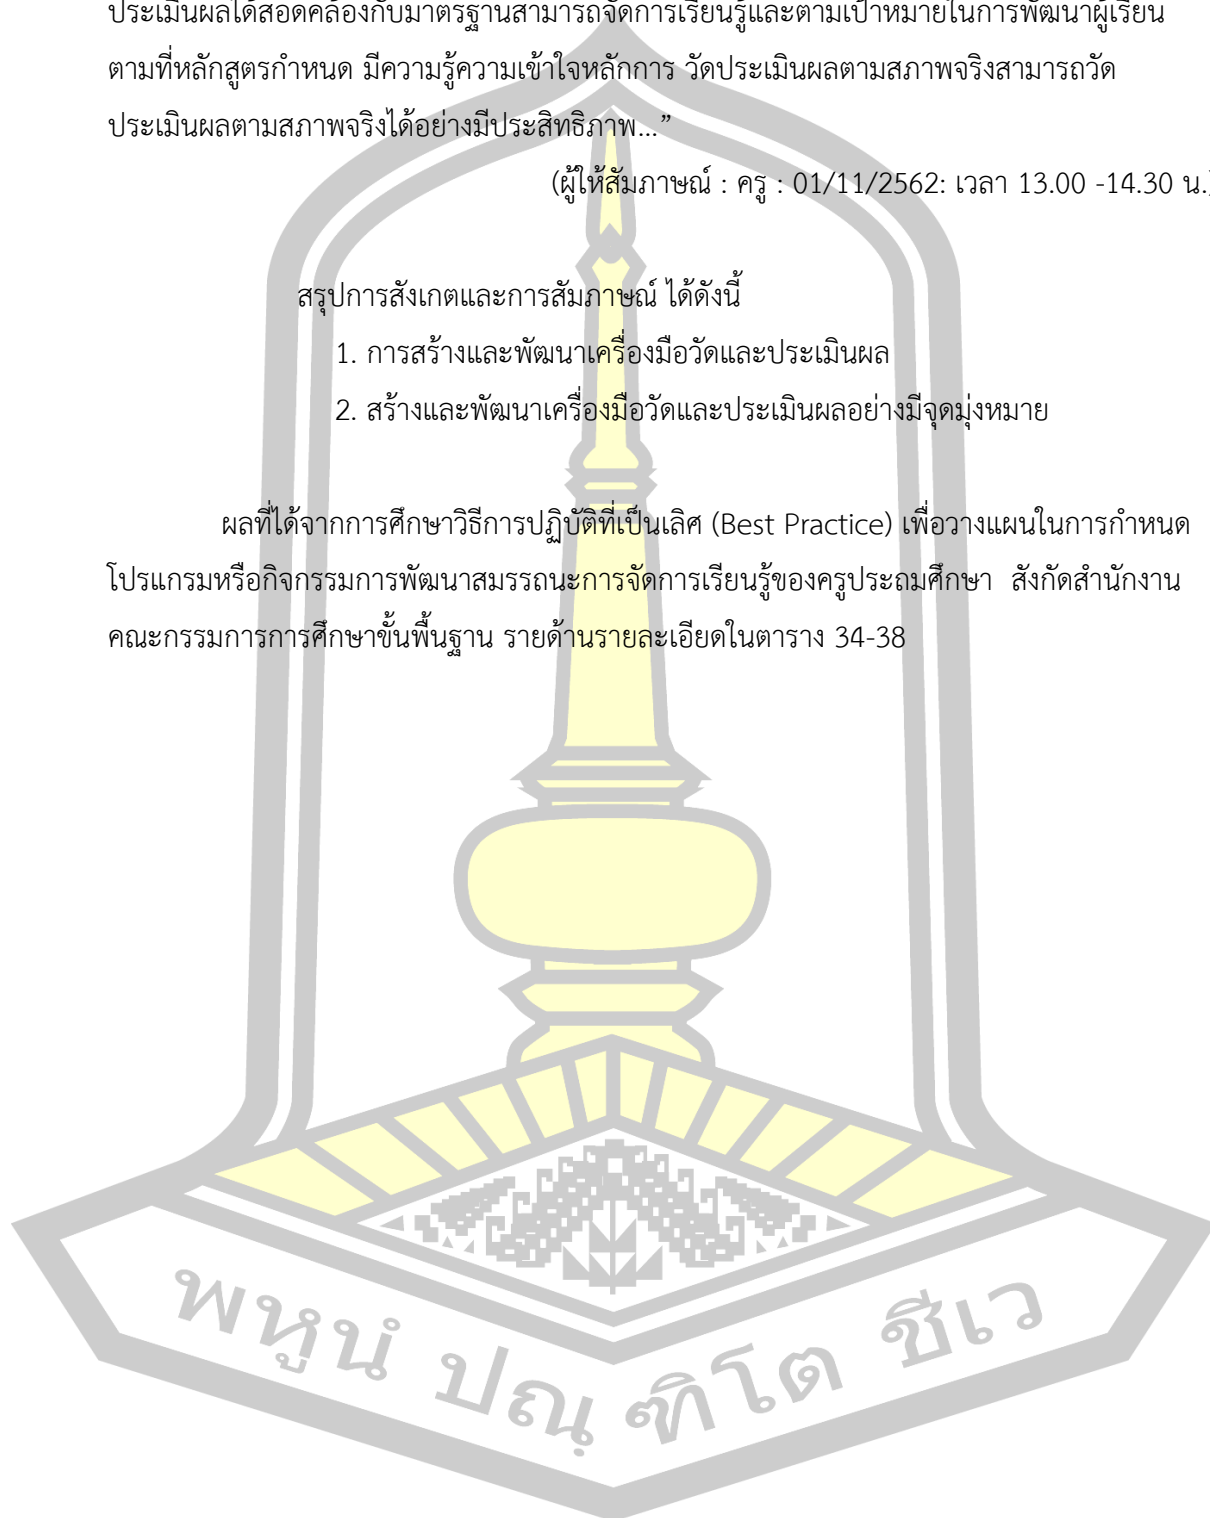 ประเมินผลได้สอดคล้องกับมาตรฐานสามารถจัดการเรียนรู้และตามเป้าหมายในการพัฒนาผู้เรียน
ตามที่หลักสูตรกำหนด มีความรู้ความเข้าใจหลักการ วัดประเมินผลตามสภาพจริงสามารถวัด
ประเมินผลตามสภาพจริงได้อย่างมีประสิทธิภาพ...”
(ผู้ให้สัมภาษณ์ : ครู : 01/11/2562: เวลา 13.00 -14.30 น.)
สรุปการสังเกตและการสัมภาษณ์ ได้ดังนี้
1. การสร้างและพัฒนาเครื่องมือวัดและประเมินผล
2. สร้างและพัฒนาเครื่องมือวัดและประเมินผลอย่างมีจุดมุ่งหมาย
ผลที่ได้จากการศึกษาวิธีการปฏิบัติที่เป็นเลิศ (Best Practice) เพื่อวางแผนในการกำหนด
โปรแกรมหรือกิจกรรมการพัฒนาสมรรถนะการจัดการเรียนรู้ของครูประถมศึกษา สังกัดสำนักงาน
คณะกรรมการการศึกษาขั้นพื้นฐาน รายด้านรายละเอียดในตาราง 34-38
พหูนํ ปณฺฑิโต ชีเว